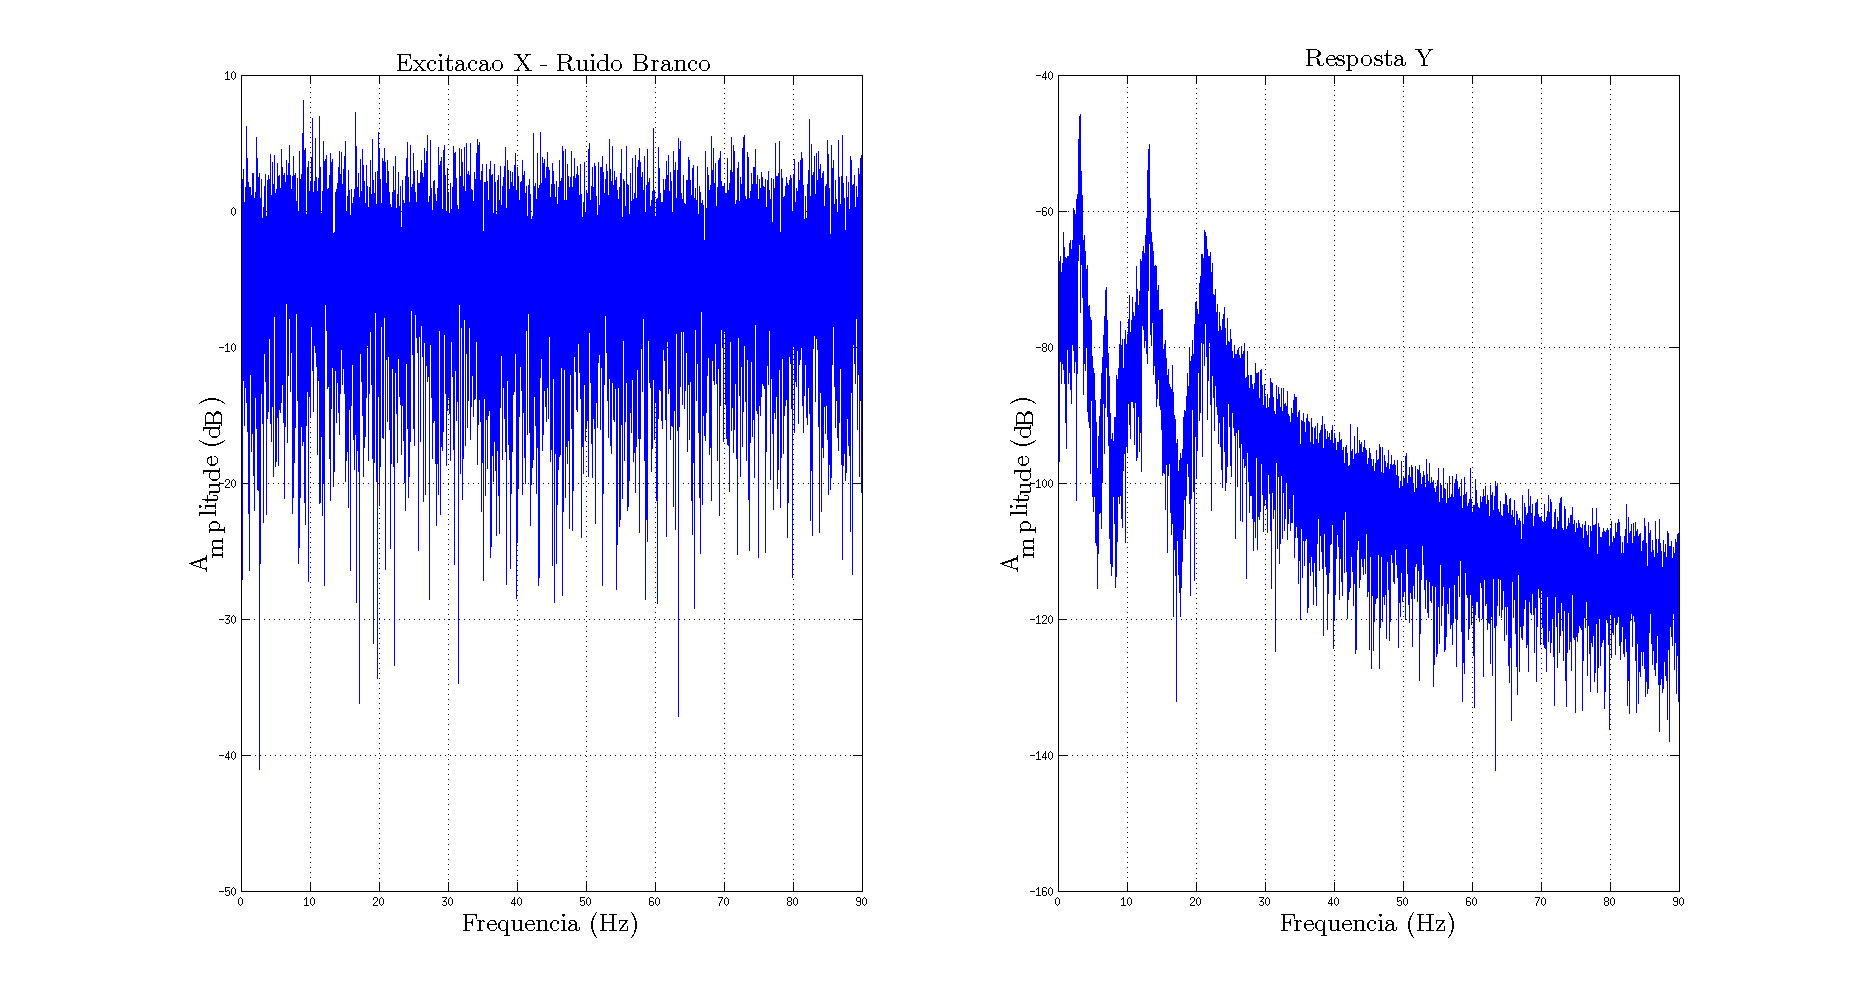 Excitacao X - Ruido Branco
10
0
-10
-20
-30
-40
-50
0 10 20 30 40 50 60 70 80 90
Amplitude (dB)
Frequencia (Hz)
Resposta Y
-40
-60
-80
-100
-120
-140
-160
0 10 20 30 40 50 60 70 80 90
Amplitude (dB)
Frequencia (Hz)